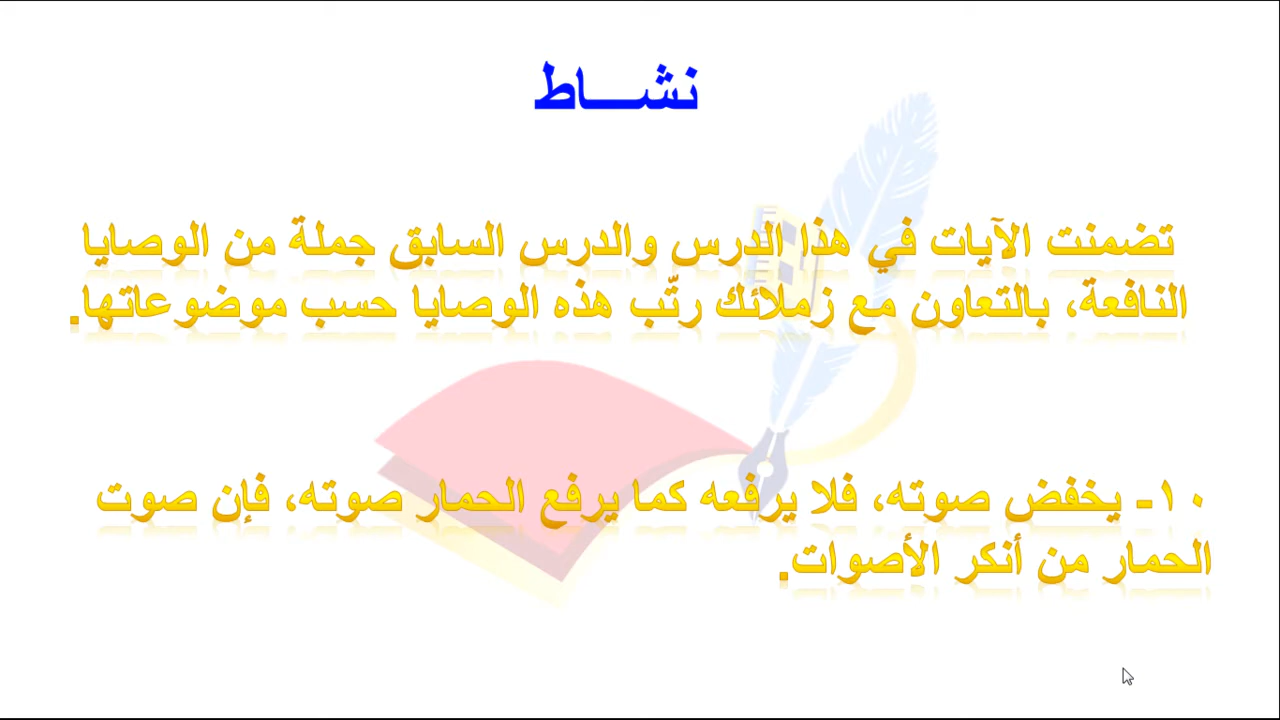 نشـــاط
تضمنت الآيات في هذا الدرس والدرس السابق جملة من الوصايا
النافعة، بالتعاون مع زملائك رتّب هذه الوصايا حسب موضوعاتها.
١٠- يخفض صوته، فلا يرفعه كما يرفع الحمار صوته، فإن صوت
الحمار من أنكر الأصوات.